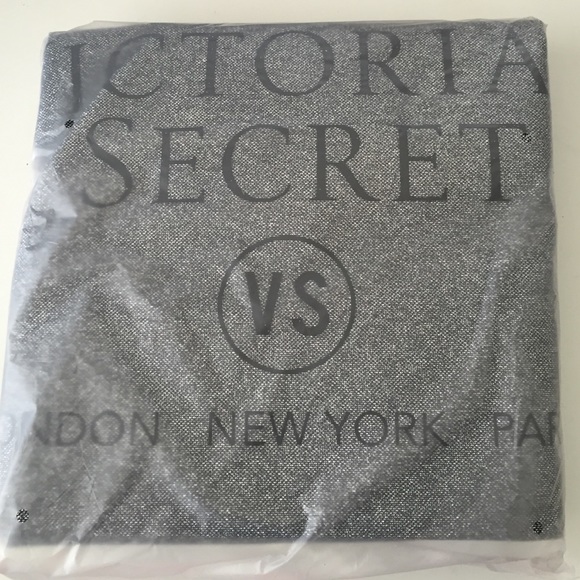 ICTORIA
SECRET
VS
ONDON NEW YORK PAR